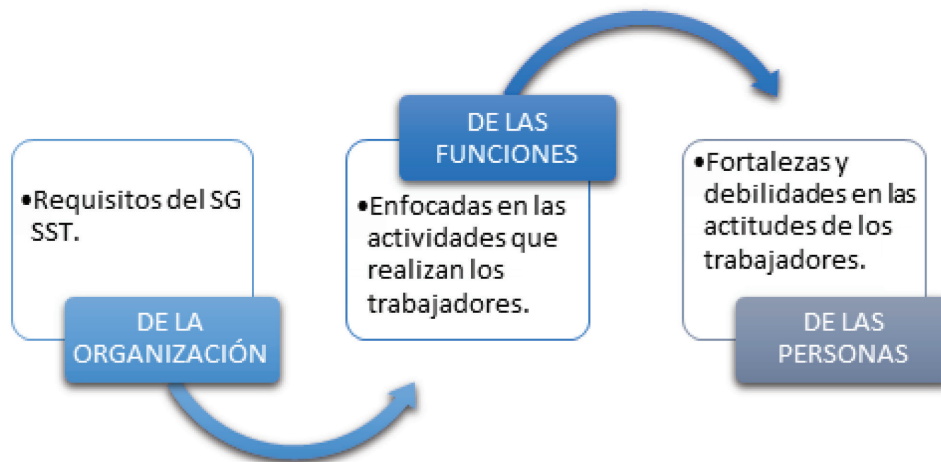 •Requisitos del SG
SST.
DE LA
ORGANIZACIÓN
DE LAS
FUNCIONES
•Enfocadas en las
actividades que
realizan los
trabajadores.
•Fortalezas y
debilidades en las
actitudes de los
trabajadores.
DE LAS
PERSONAS